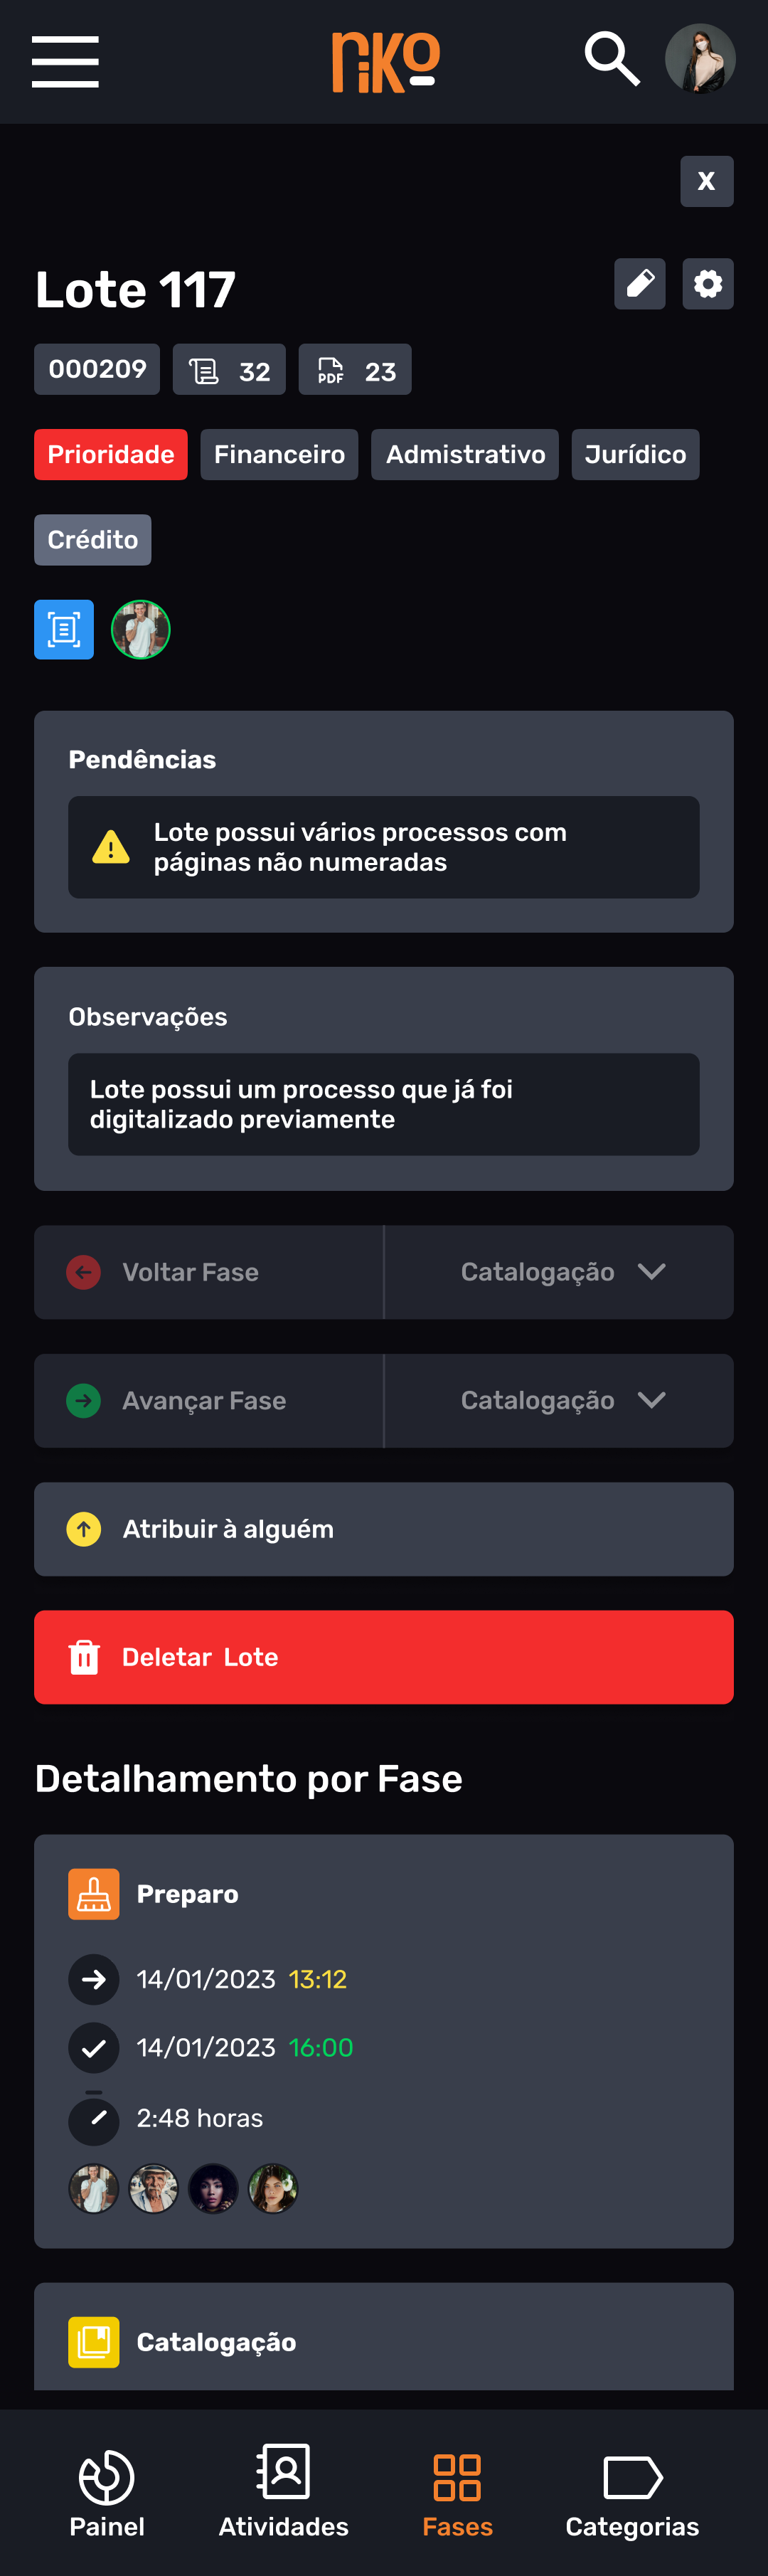 niko
X
Lote 117
000209
32
PDF
23
Prioridade
Financeiro
Admistrativo
Jurídico
Crédito
Pendências
Lote possui vários processos com
páginas não numeradas
Observações
Lote possui um processo que já foi
digitalizado previamente
Voltar Fase
Catalogação
Avançar Fase
Catalogação
Atribuir à alguém
Deletar Lote
Detalhamento por Fase
Preparo
14/01/2023 13:12
14/01/2023 16:00
2:48 horas
Catalogação
Painel
Atividades
Fases
Categorias